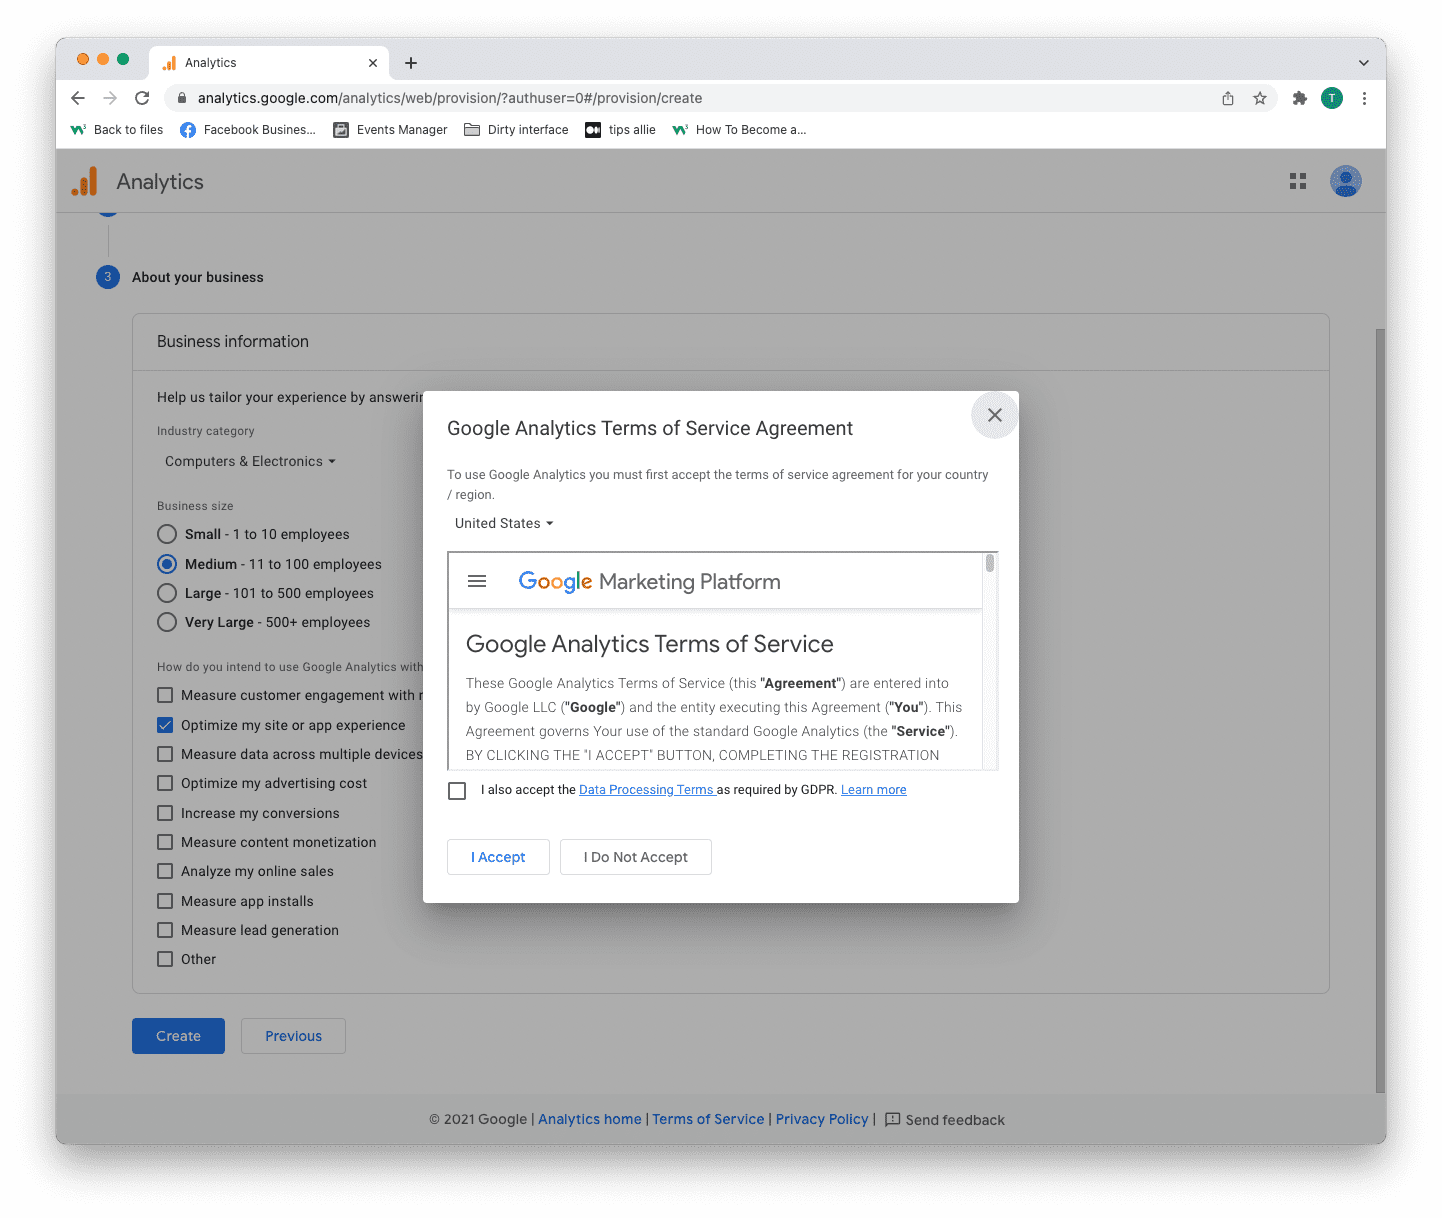 Analytics
analytics.google.com/analytics/web/provision/?authuser=0#/provision/create
T
Back to files
Facebook Busines...
Events Manager
Dirty interface
tips allie
How To Become a...
Analytics
3 About your business
Business information
Help us tailor your experience by
Industry category
Computers & Electronics
Business size
Small - 1 to 10 employees
Medium - 11 to 100 employees
Large - 101 to 500 employees
Very Large - 500+ employees
How do you intend to use Google Analytics with
Measure customer engagement with
Optimize my site or app experience
Measure data across multiple devices
Optimize my advertising cost
Increase my conversions
Measure content monetization
Analyze my online sales
Measure app installs
Measure lead generation
Other
Create
Previous
Google Analytics Terms of Service Agreement
To use Google Analytics you must first accept the terms of service agreement for your country
/ region.
United States
Google Marketing Platform
Google Analytics Terms of Service
These Google Analytics Terms of Service (this "Agreement") are entered into
by Google LLC ("Google") and the entity executing this Agreement ("You"). This
Agreement governs Your use of the standard Google Analytics (the "Service").
BY CLICKING THE "I ACCEPT" BUTTON, COMPLETING THE REGISTRATION
I also accept the Data Processing Terms as required by GDPR. Learn more
I Accept
I Do Not Accept
© 2021 Google | Analytics home | Terms of Service | Privacy Policy | Send feedback